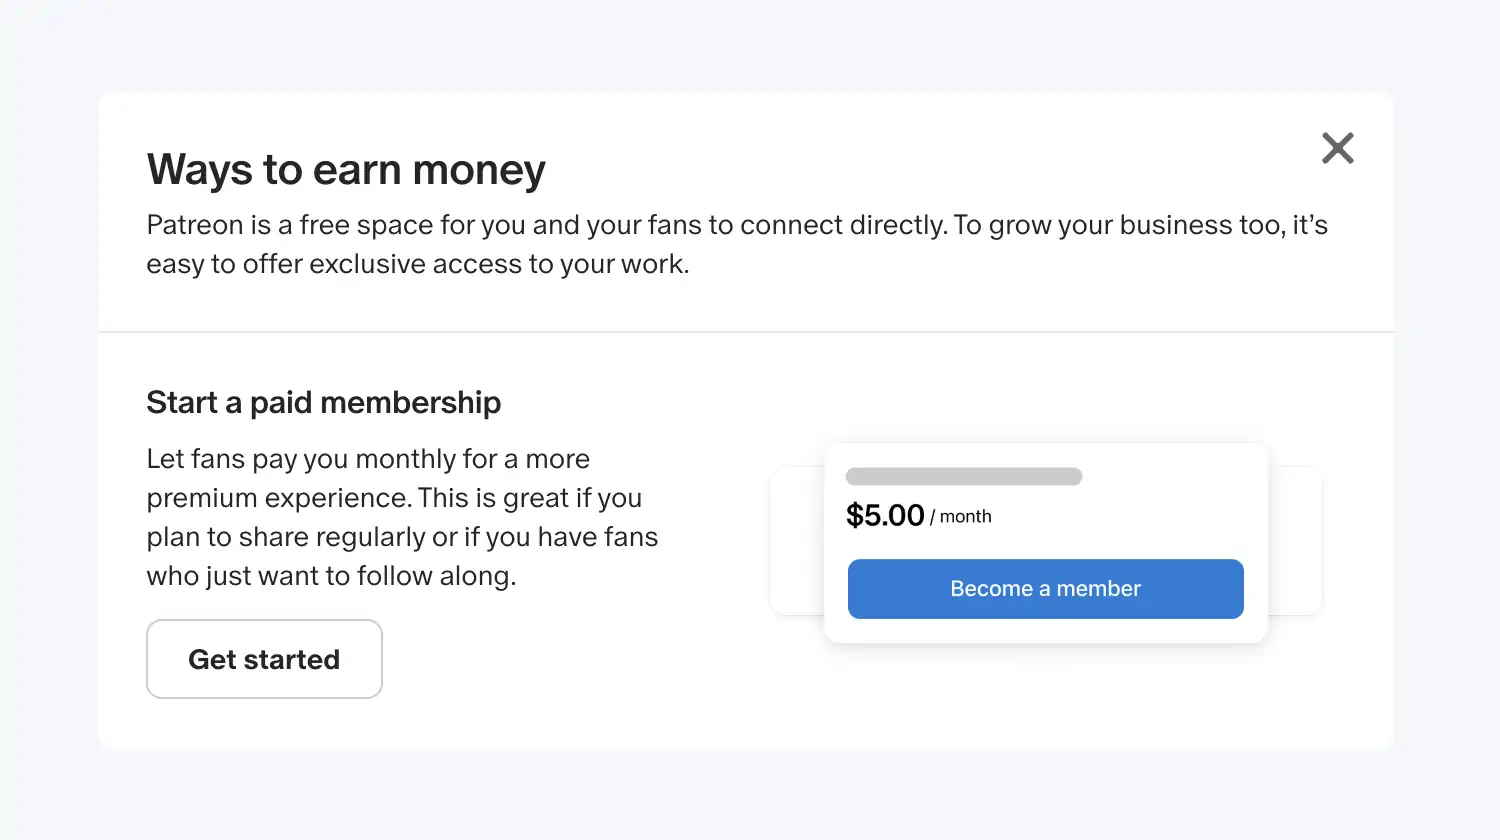 Ways to earn money
Patreon is a free space for you and your fans to connect directly. To grow your business too, it’s
easy to offer exclusive access to your work.
Start a paid membership
Let fans pay you monthly for a more
premium experience. This is great if you
plan to share regularly or if you have fans
who just want to follow along.
Get started
$5.00 / month
Become a member